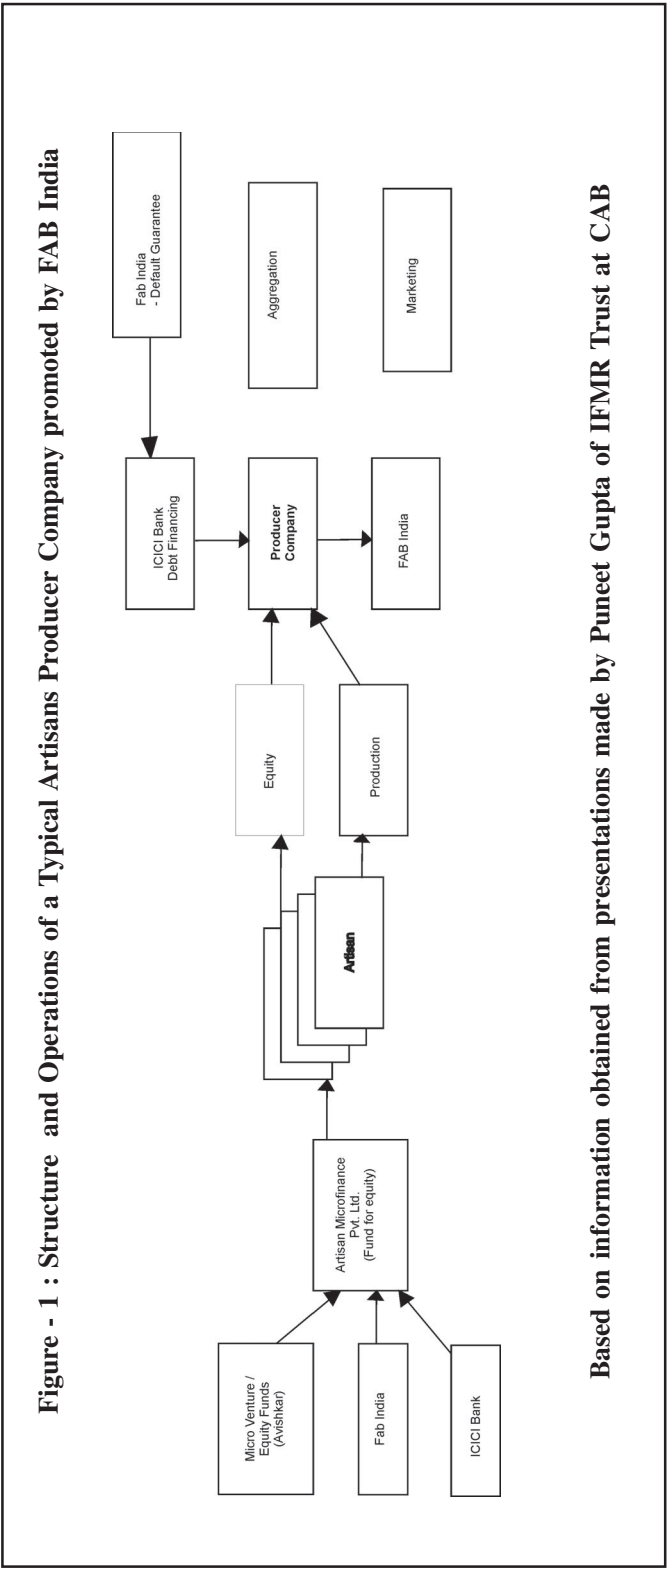 Figure - 1 : Structure and Operations of a Typical Artisans Producer Company promoted by FAB India
Micro Venture /
Equity Funds
(Avishkar)
Fab India
ICICI Bank
Artisan Microfinance
Pvt. Ltd.
(Fund for equity)
Artisan
Equity
Production
ICICI Bank
Debt Financing
Producer
Company
FAB India
Fab India
- Default Guarantee
Aggregation
Marketing
Based on information obtained from presentations made by Puneet Gupta of IFMR Trust at CAB